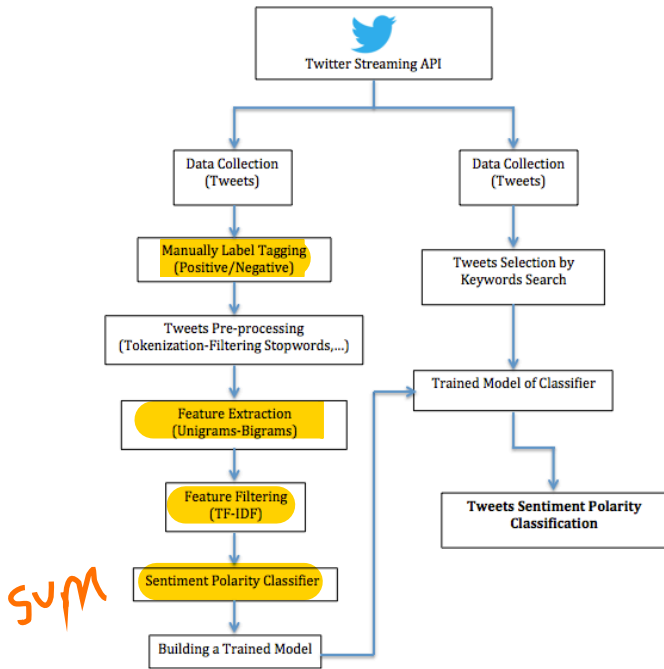 Twitter Streaming API
Data Collection
(Tweets)
Manually Label Tagging
(Positive/Negative)
Tweets Pre-processing
(Tokenization-Filtering Stopwords,...)
Feature Extraction
(Unigrams-Bigrams)
Feature Filtering
(TF-IDF)
Sentiment Polarity Classifier
SVM
Building a Trained Model
Data Collection
(Tweets)
Tweets Selection by
Keywords Search
Trained Model of Classifier
Tweets Sentiment Polarity
Classification